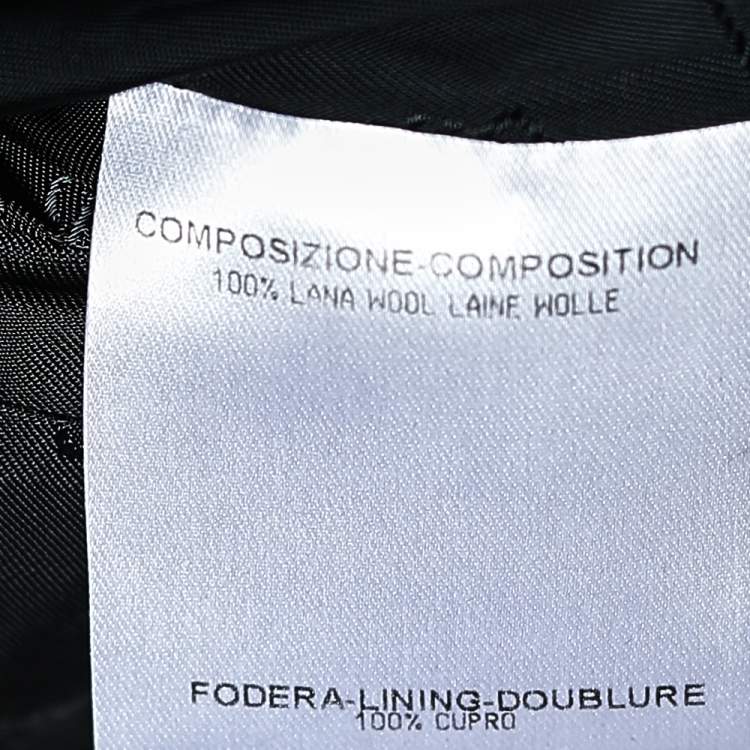 COMPOSIZIONE-COMPOSITION
100% LANA WOOL LAINE WOLLE
FODERA-LINING-DOUBLURE
100% CUPRO